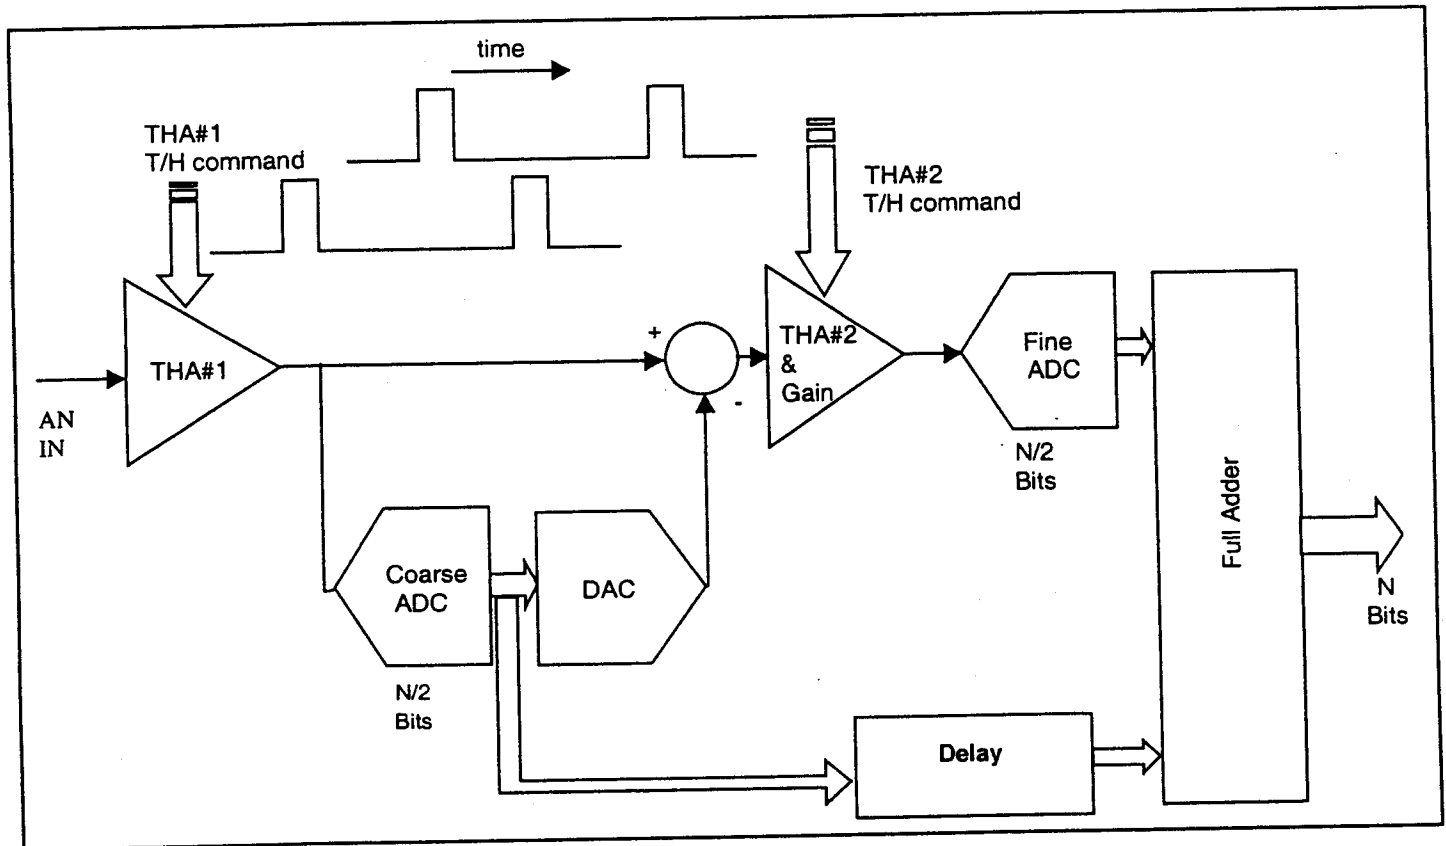 time
THA#1
T/H command
THA#2
T/H command
THA#1
AN
IN
+
-
THA#2
&
Gain
Fine
ADC
N/2
Bits
Full Adder
N
Bits
Coarse
ADC
N/2
Bits
DAC
Delay